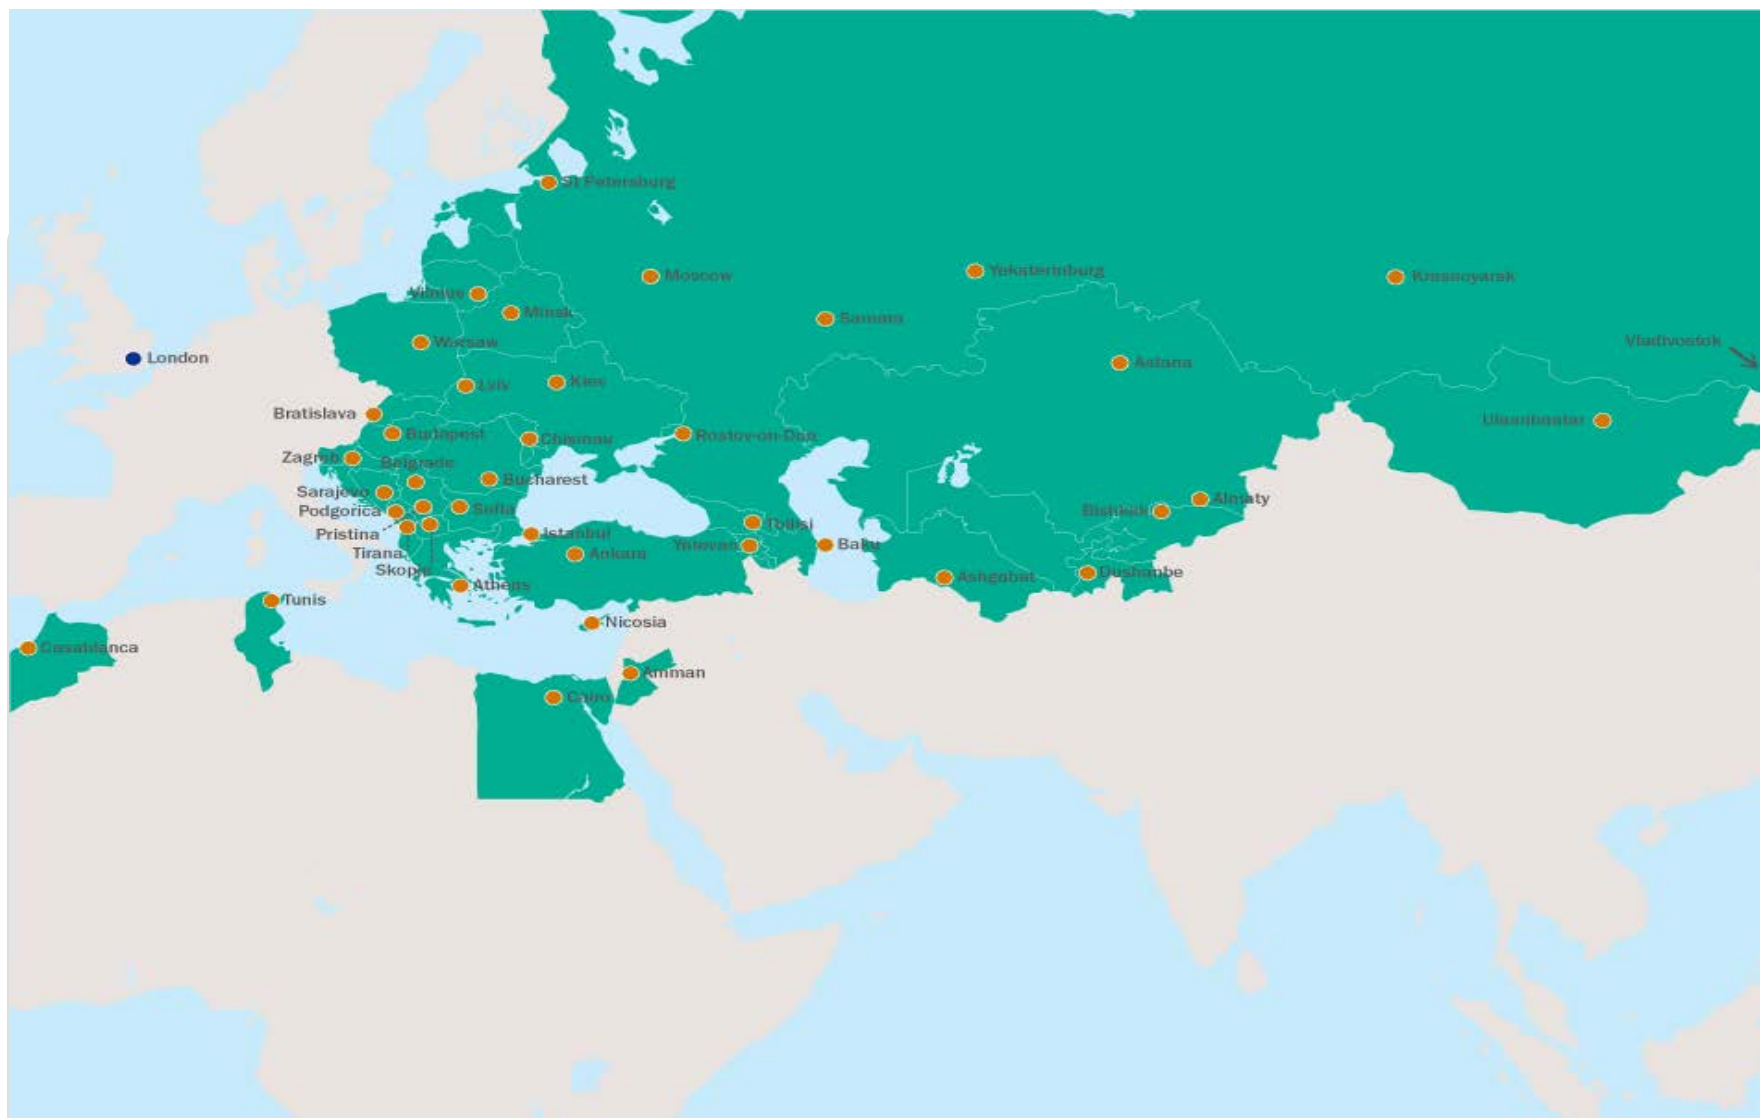 St Petersburg
Moscow
Yekaterinburg
Krasnoyarsk
Vilnius
Minsk
Samara
Warsaw
Vladivostok
London
Astana
Lviv
Kiev
Bratislava
Ulaanbaatar
Budapest
Chisinau
Rostov-on-Don
Zagreb
Belgrade
Bucharest
Sarajevo
Almaty
Podgorica
Sofia
Bishkek
Tbilisi
Pristina
Istanbul
Yerevan
Baku
Tirana
Ankara
Skopje
Dushanbe
Ashgabat
Athens
Tunis
Nicosia
Casablanca
Amman
Cairo